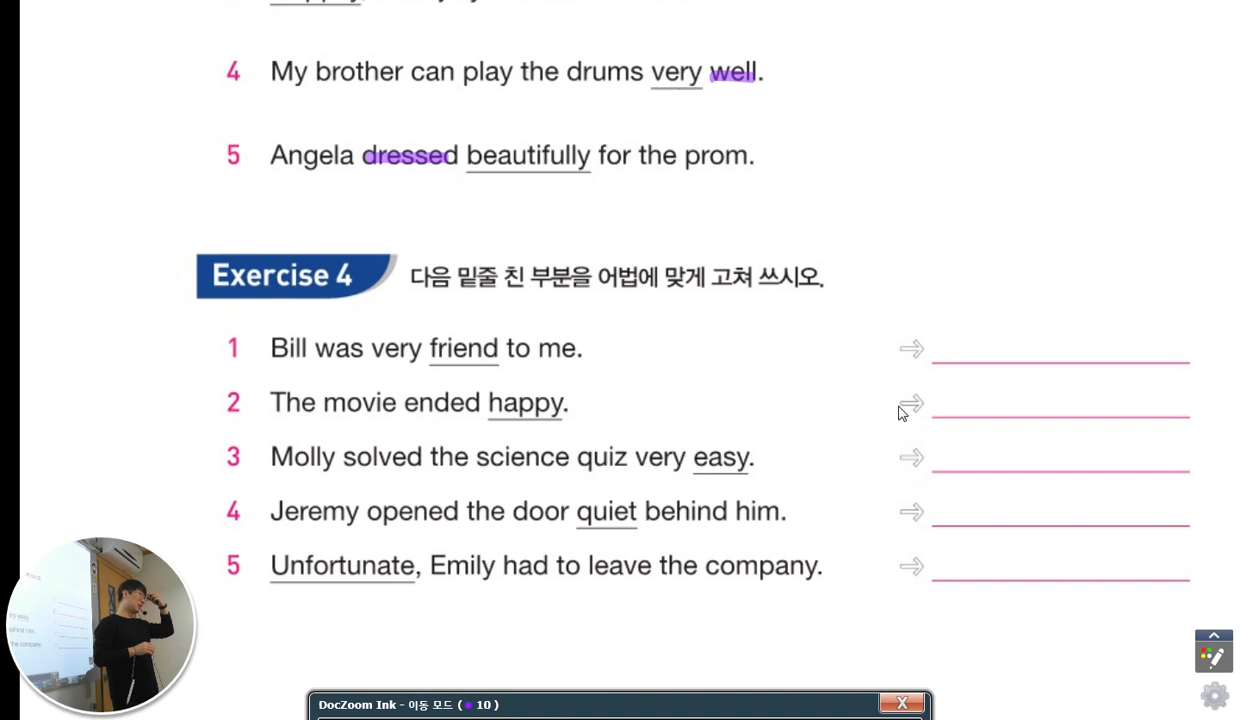 4 My brother can play the drums very well.
5 Angela dressed beautifully for the prom.
Exercise 4 다음 밑줄 친 부분을 어법에 맞게 고쳐 쓰시오.
1 Bill was very friend to me. ⇨
2 The movie ended happy. ⇨
3 Molly solved the science quiz very easy. ⇨
4 Jeremy opened the door quiet behind him. ⇨
5 Unfortunate, Emily had to leave the company. ⇨
DocZoom Ink - 이동 모드 ( 10 ) X